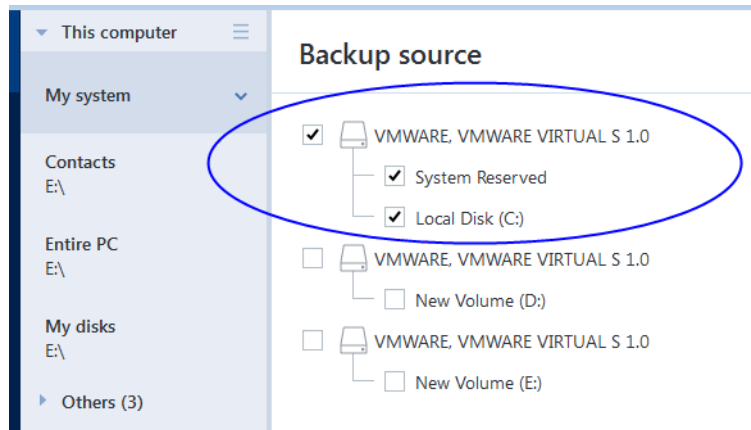 This computer
My system
Contacts
E:\
Entire PC
E:\
My disks
E:\
Others (3)
Backup source
VMWARE, VMWARE VIRTUAL S 1.0
System Reserved
Local Disk (C:)
VMWARE, VMWARE VIRTUAL S 1.0
New Volume (D:)
VMWARE, VMWARE VIRTUAL S 1.0
New Volume (E:)